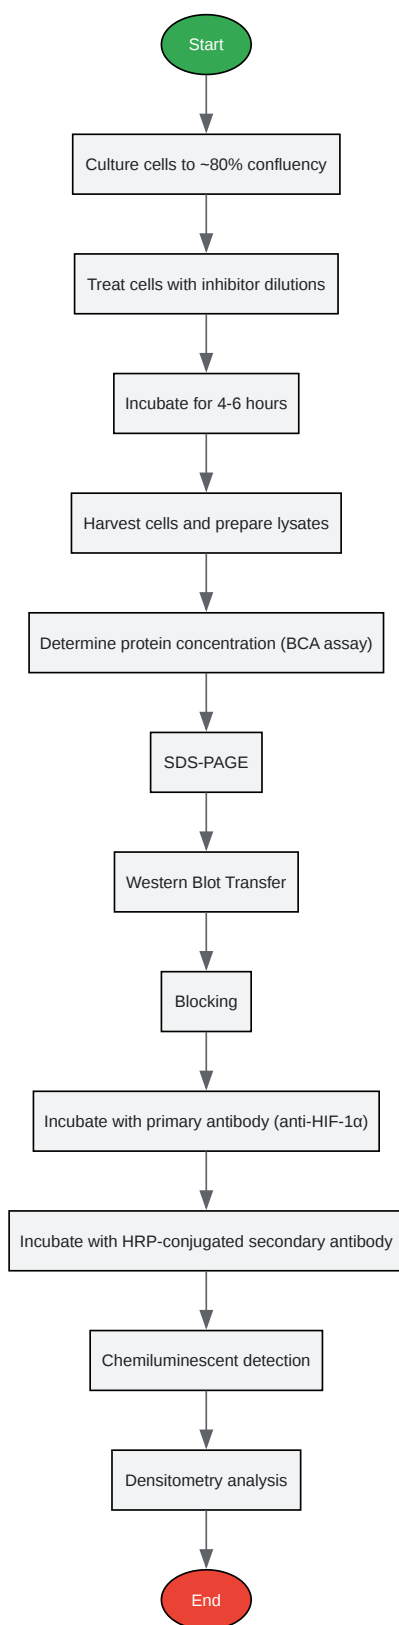 Start
Culture cells to ~80% confluency
Treat cells with inhibitor dilutions
Incubate for 4-6 hours
Harvest cells and prepare lysates
Determine protein concentration (BCA assay)
SDS-PAGE
Western Blot Transfer
Blocking
Incubate with primary antibody (anti-HIF-1α)
Incubate with HRP-conjugated secondary antibody
Chemiluminescent detection
Densitometry analysis
End